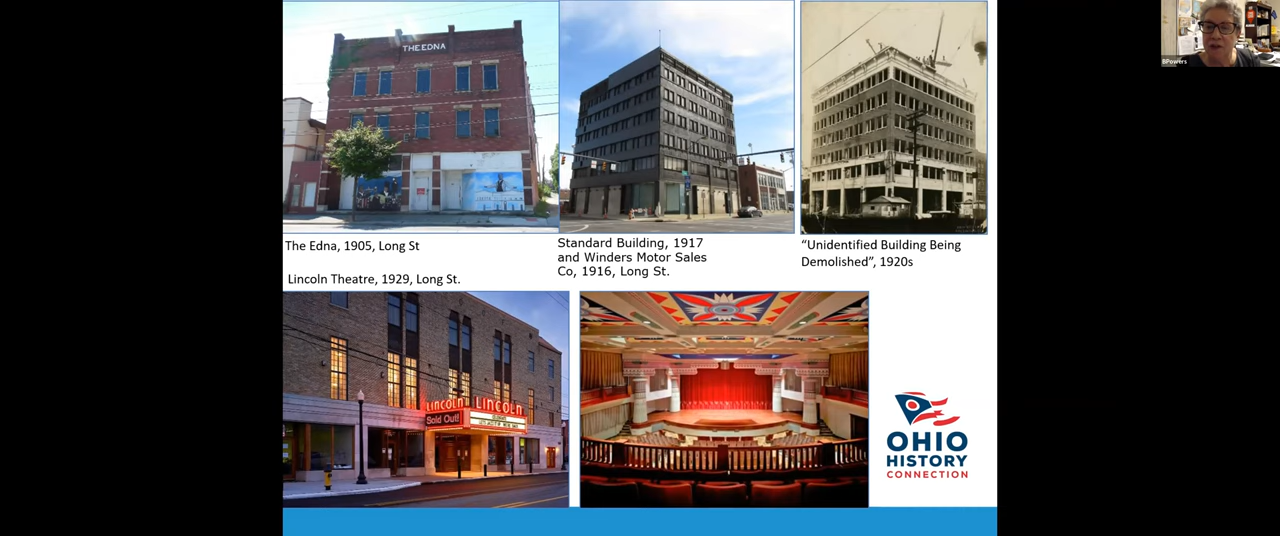 THE EDNA
BPowers
The Edna, 1905, Long St
Standard Building, 1917
and Winders Motor Sales
Co, 1916, Long St.
“Unidentified Building Being
Demolished”, 1920s
Lincoln Theatre, 1929, Long St.
LINCOLN LINCOLN
Sold Out!
OHIO
HISTORY
CONNECTION